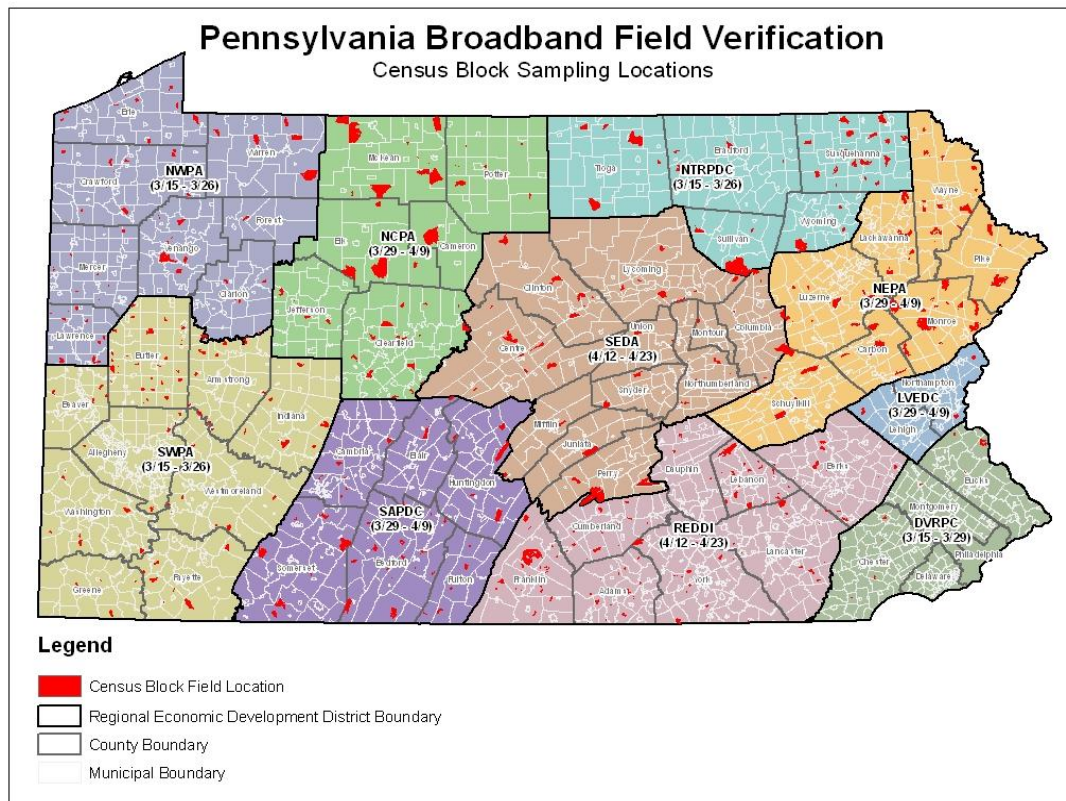 Pennsylvania Broadband Field Verification
Census Block Sampling Locations
Erie
Warren
McKean
Potter
Tioga
Bradford
Susquehanna
Wayne
Crawford
NWPA
(3/15 - 3/26)
NTRPDC
(3/15 - 3/26)
Forest
Elk
Cameron
NCPA
(3/29 - 4/9)
Sullivan
Wyoming
Lackawanna
Pike
Venango
Mercer
Clarion
Jefferson
Clinton
Lycoming
Luzerne
NEPA
(3/29 - 4/9)
Monroe
Lawrence
Butler
Clearfield
Centre
Union
Montour
Columbia
SEDA
(4/12 - 4/23)
Carbon
Armstrong
Indiana
Snyder
Northumberland
Schuylkill
Northampton
LVEDC
(3/29 - 4/9)
Lehigh
Beaver
Allegheny
SWPA
(3/15 - 3/26)
Mifflin
Juniata
Perry
Cambria
Blair
Huntingdon
Dauphin
Lebanon
Berks
Bucks
Westmoreland
Washington
SAPDC
(3/29 - 4/9)
Cumberland
REDDI
(4/12 - 4/23)
Lancaster
Montgomery
DVRPC
(3/15 - 3/29)
Philadelphia
Chester
Delaware
Greene
Fayette
Somerset
Bedford
Fulton
Franklin
Adams
York
Legend
Census Block Field Location
Regional Economic Development District Boundary
County Boundary
Municipal Boundary